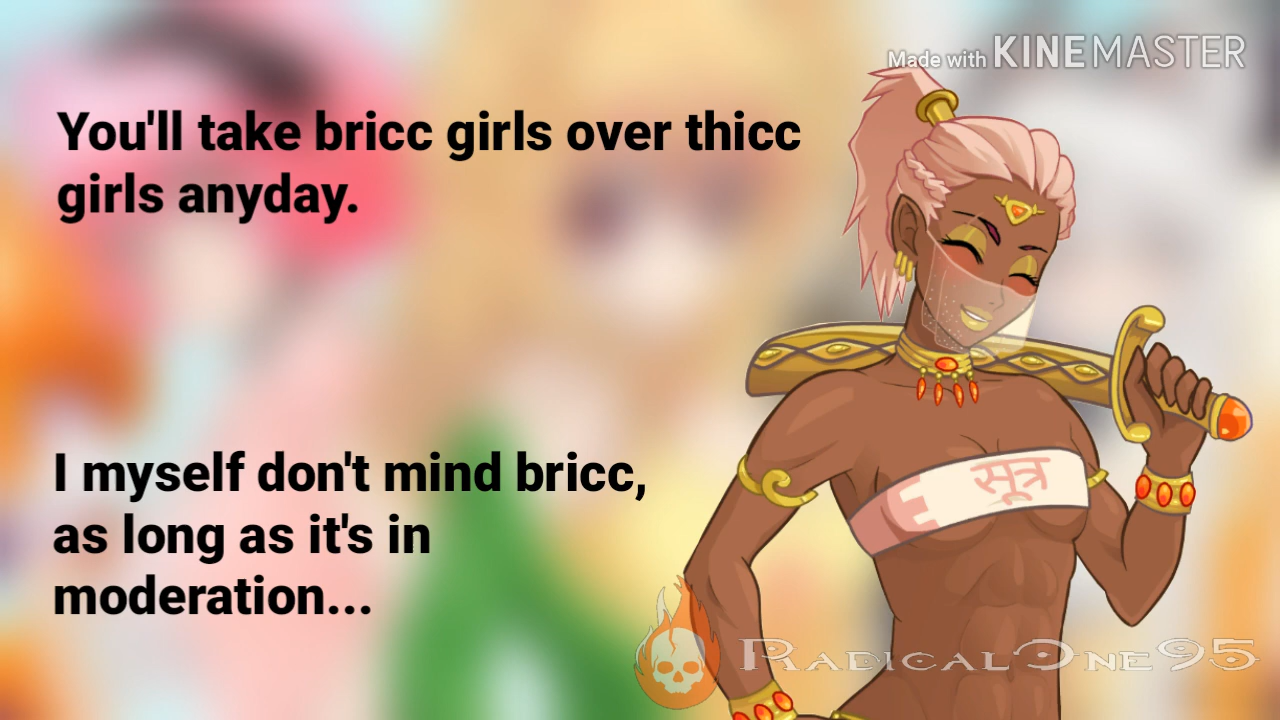 Made with KINEMASTER
You'll take bricc girls over thicc
girls anyday.
सूत्र
I myself don't mind bricc,
as long as it's in
moderation...
RadicalOne95